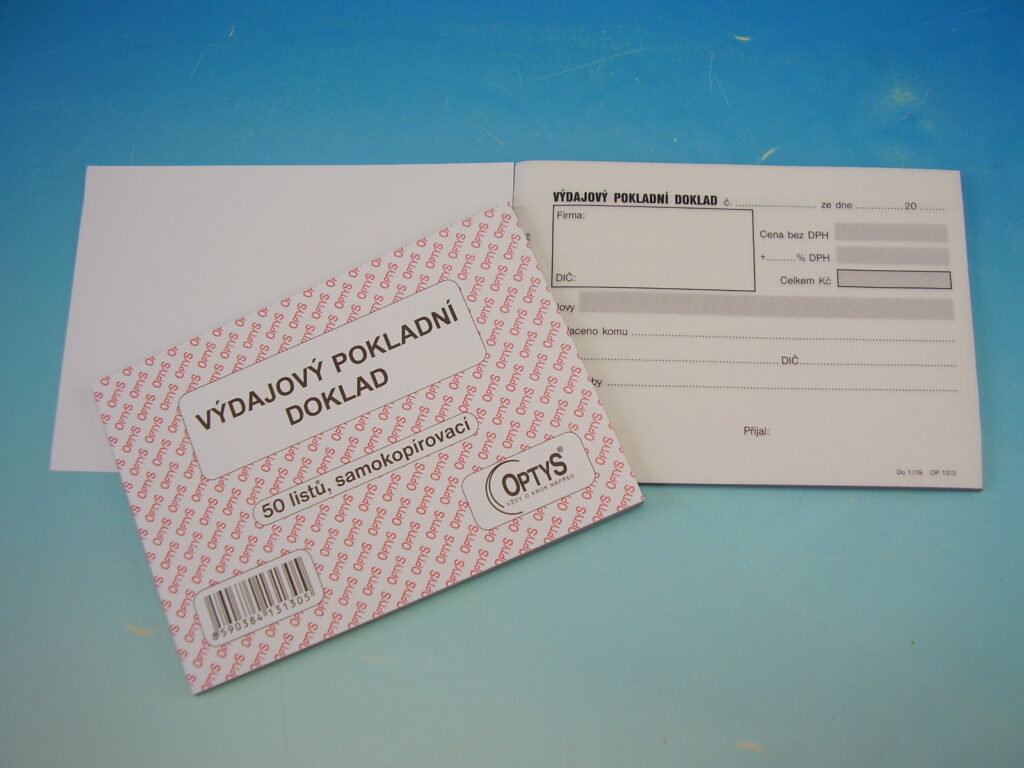 VÝDAJOVÝ POKLADNÍ DOKLAD č. ze dne 20
Firma:
Cena bez DPH
+.........% DPH
DIČ:
Celkem Kč
DIČ
Přijal:
Do 1/09 OP 1313
komu
VÝDAJOVÝ POKLADNÍ
DOKLAD
50 listů, samokopírovací
OPTYS®
VŽDY O KROK NAPŘED
8590384131305